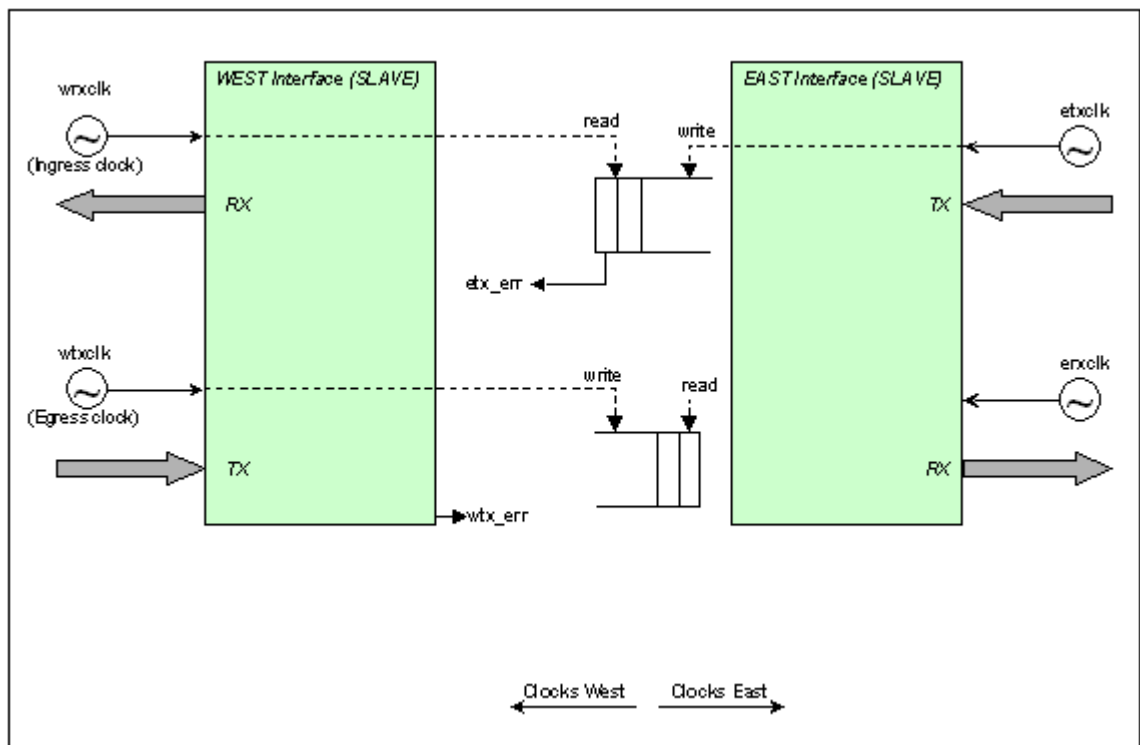 WEST Interface (SLAVE)
EAST Interface (SLAVE)
wrxclk
etxclk
read
write
(Ingress clock)
RX
TX
etx_err
wtxclk
erxclk
write
read
(Egress clock)
TX
RX
wtx_err
Clocks West
Clocks East